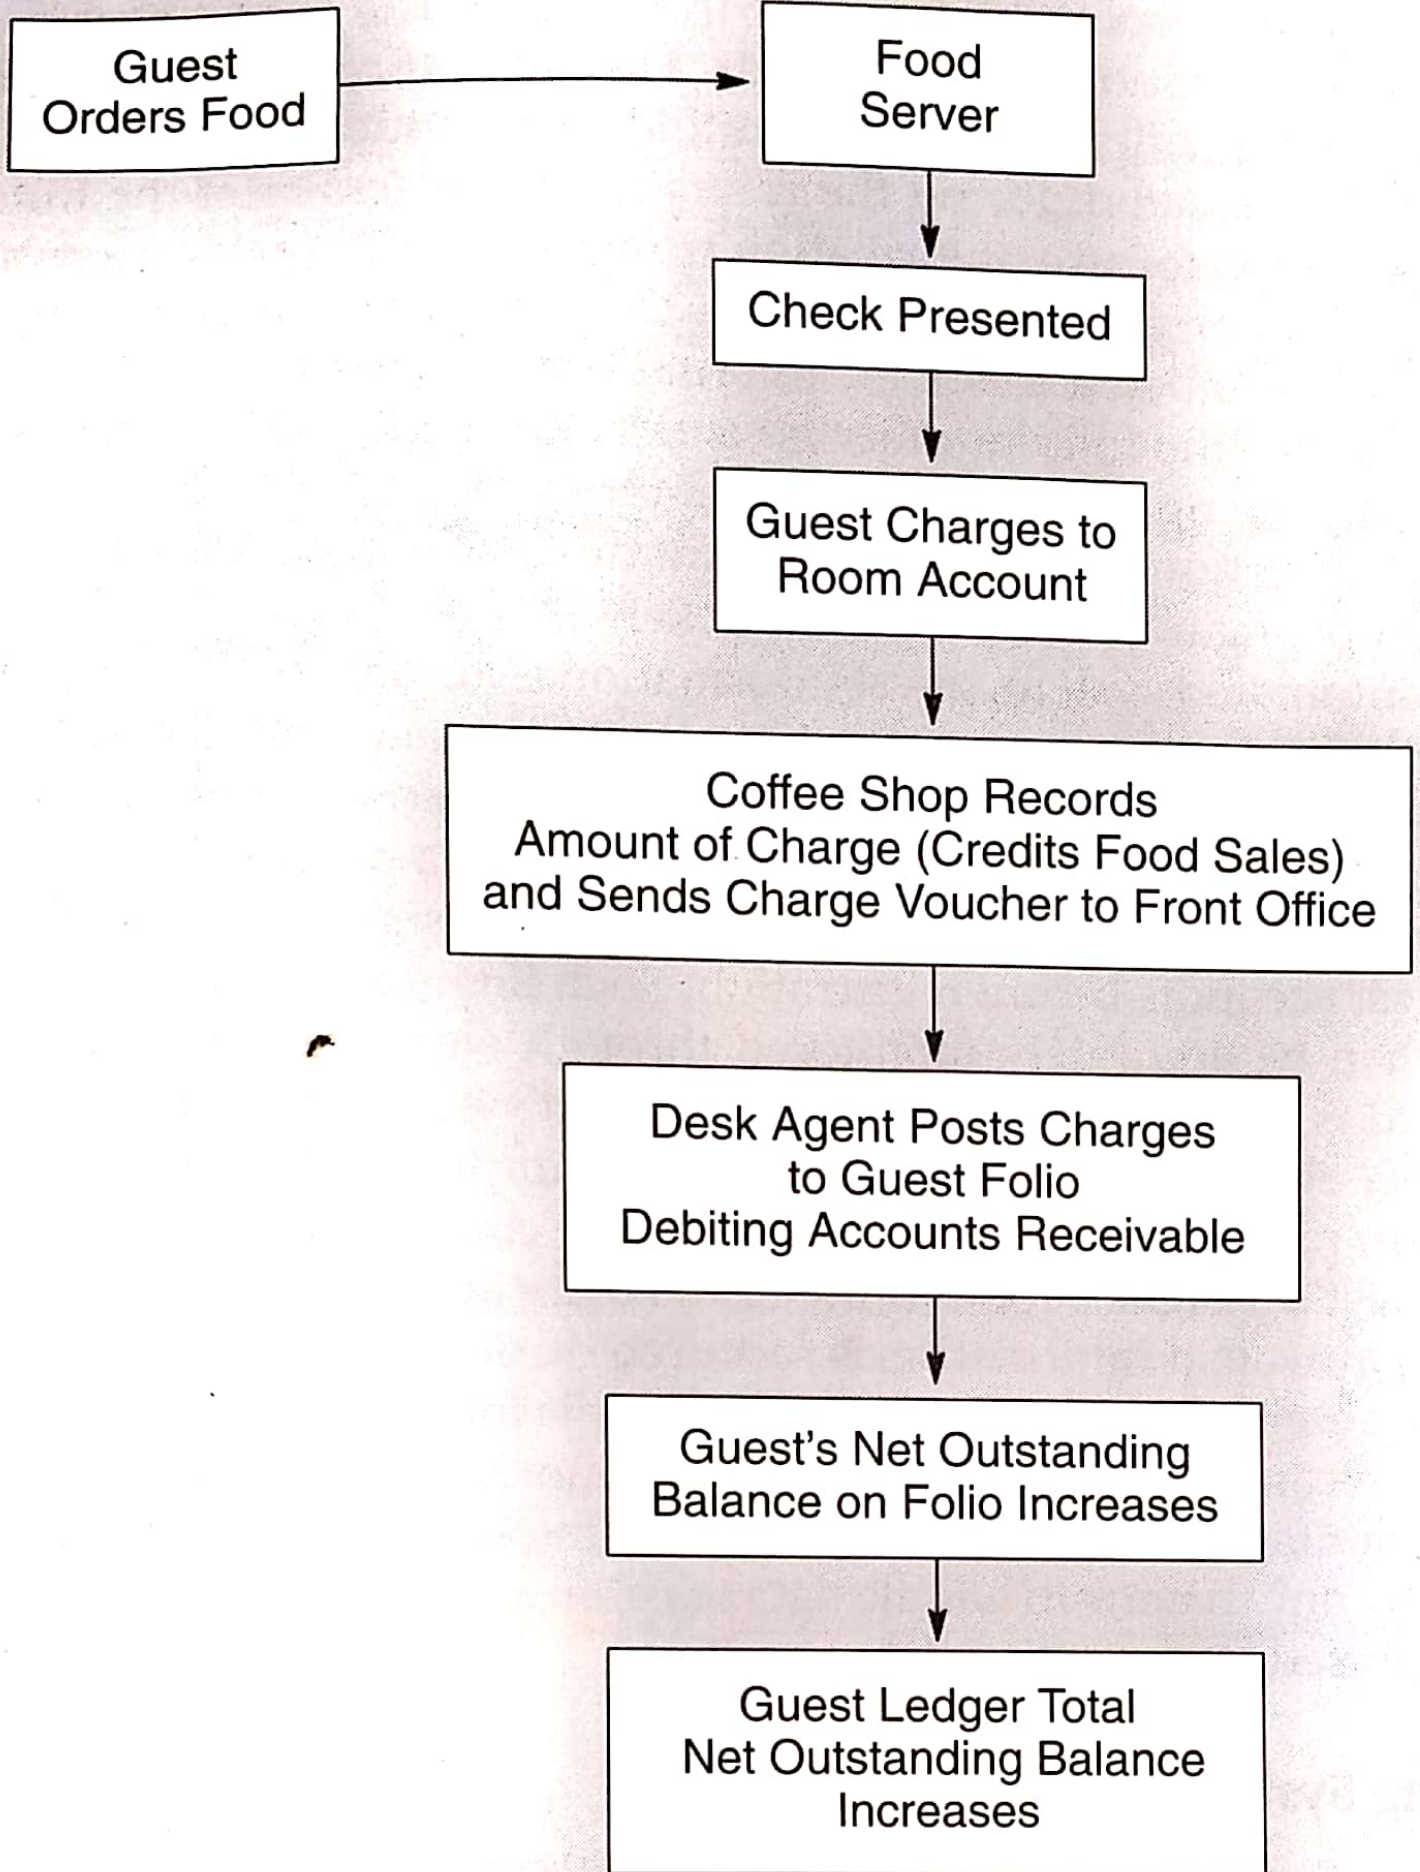 Guest
Orders Food
Food
Server
Check Presented
Guest Charges to
Room Account
Coffee Shop Records
Amount of Charge (Credits Food Sales)
and Sends Charge Voucher to Front Office
Desk Agent Posts Charges
to Guest Folio
Debiting Accounts Receivable
Guest's Net Outstanding
Balance on Folio Increases
Guest Ledger Total
Net Outstanding Balance
Increases